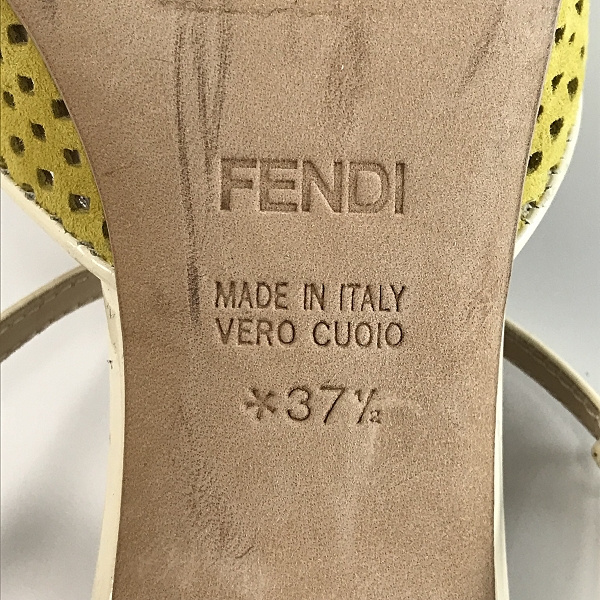 FENDI
MADE IN ITALY
VERO CUOIO
*37½